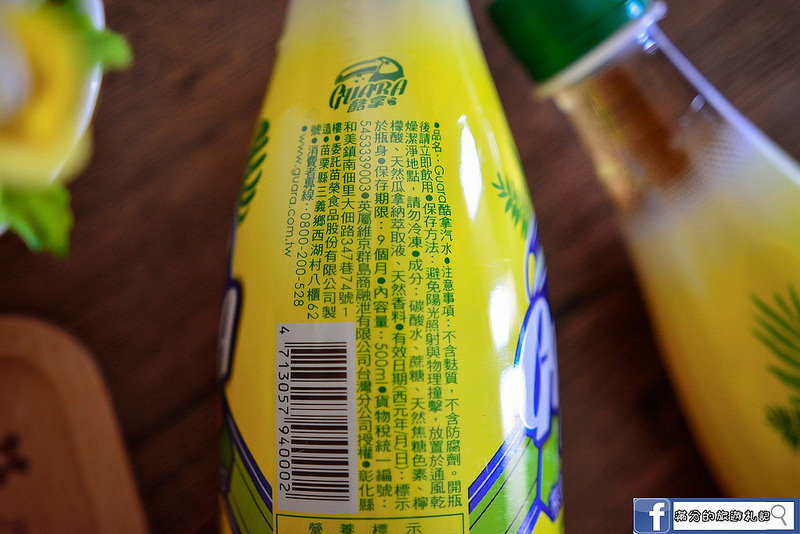 GUARA
酷拿
●品名：Guara酷拿汽水●注意事項：不含麩質，不含防腐劑。開瓶
後請立即飲用●保存方法：避免陽光照射與物理撞擊，放置於通風乾
燥潔淨地點，請勿冷凍●成分：碳酸水、蔗糖、天然焦糖色素、檸
檬酸、天然瓜拿納萃取液、天然香料●有效日期(西元年/月/日)：標示
於瓶身●保存期限：9個月●內容量：500ml●貨物稅統一編號：
5453339003●英屬維京群島商融泄有限公司台灣分公司授權●彰化縣
和美鎮南佃里大佃路347巷74號1
樓●委託苗榮食品股份有限公司製
造●苗栗縣三義鄉西湖村八櫃62
號●消費者專線：0800-200-528
●www.guara.com.tw
4 713057 940002
營養標示
滿分的旅遊札記